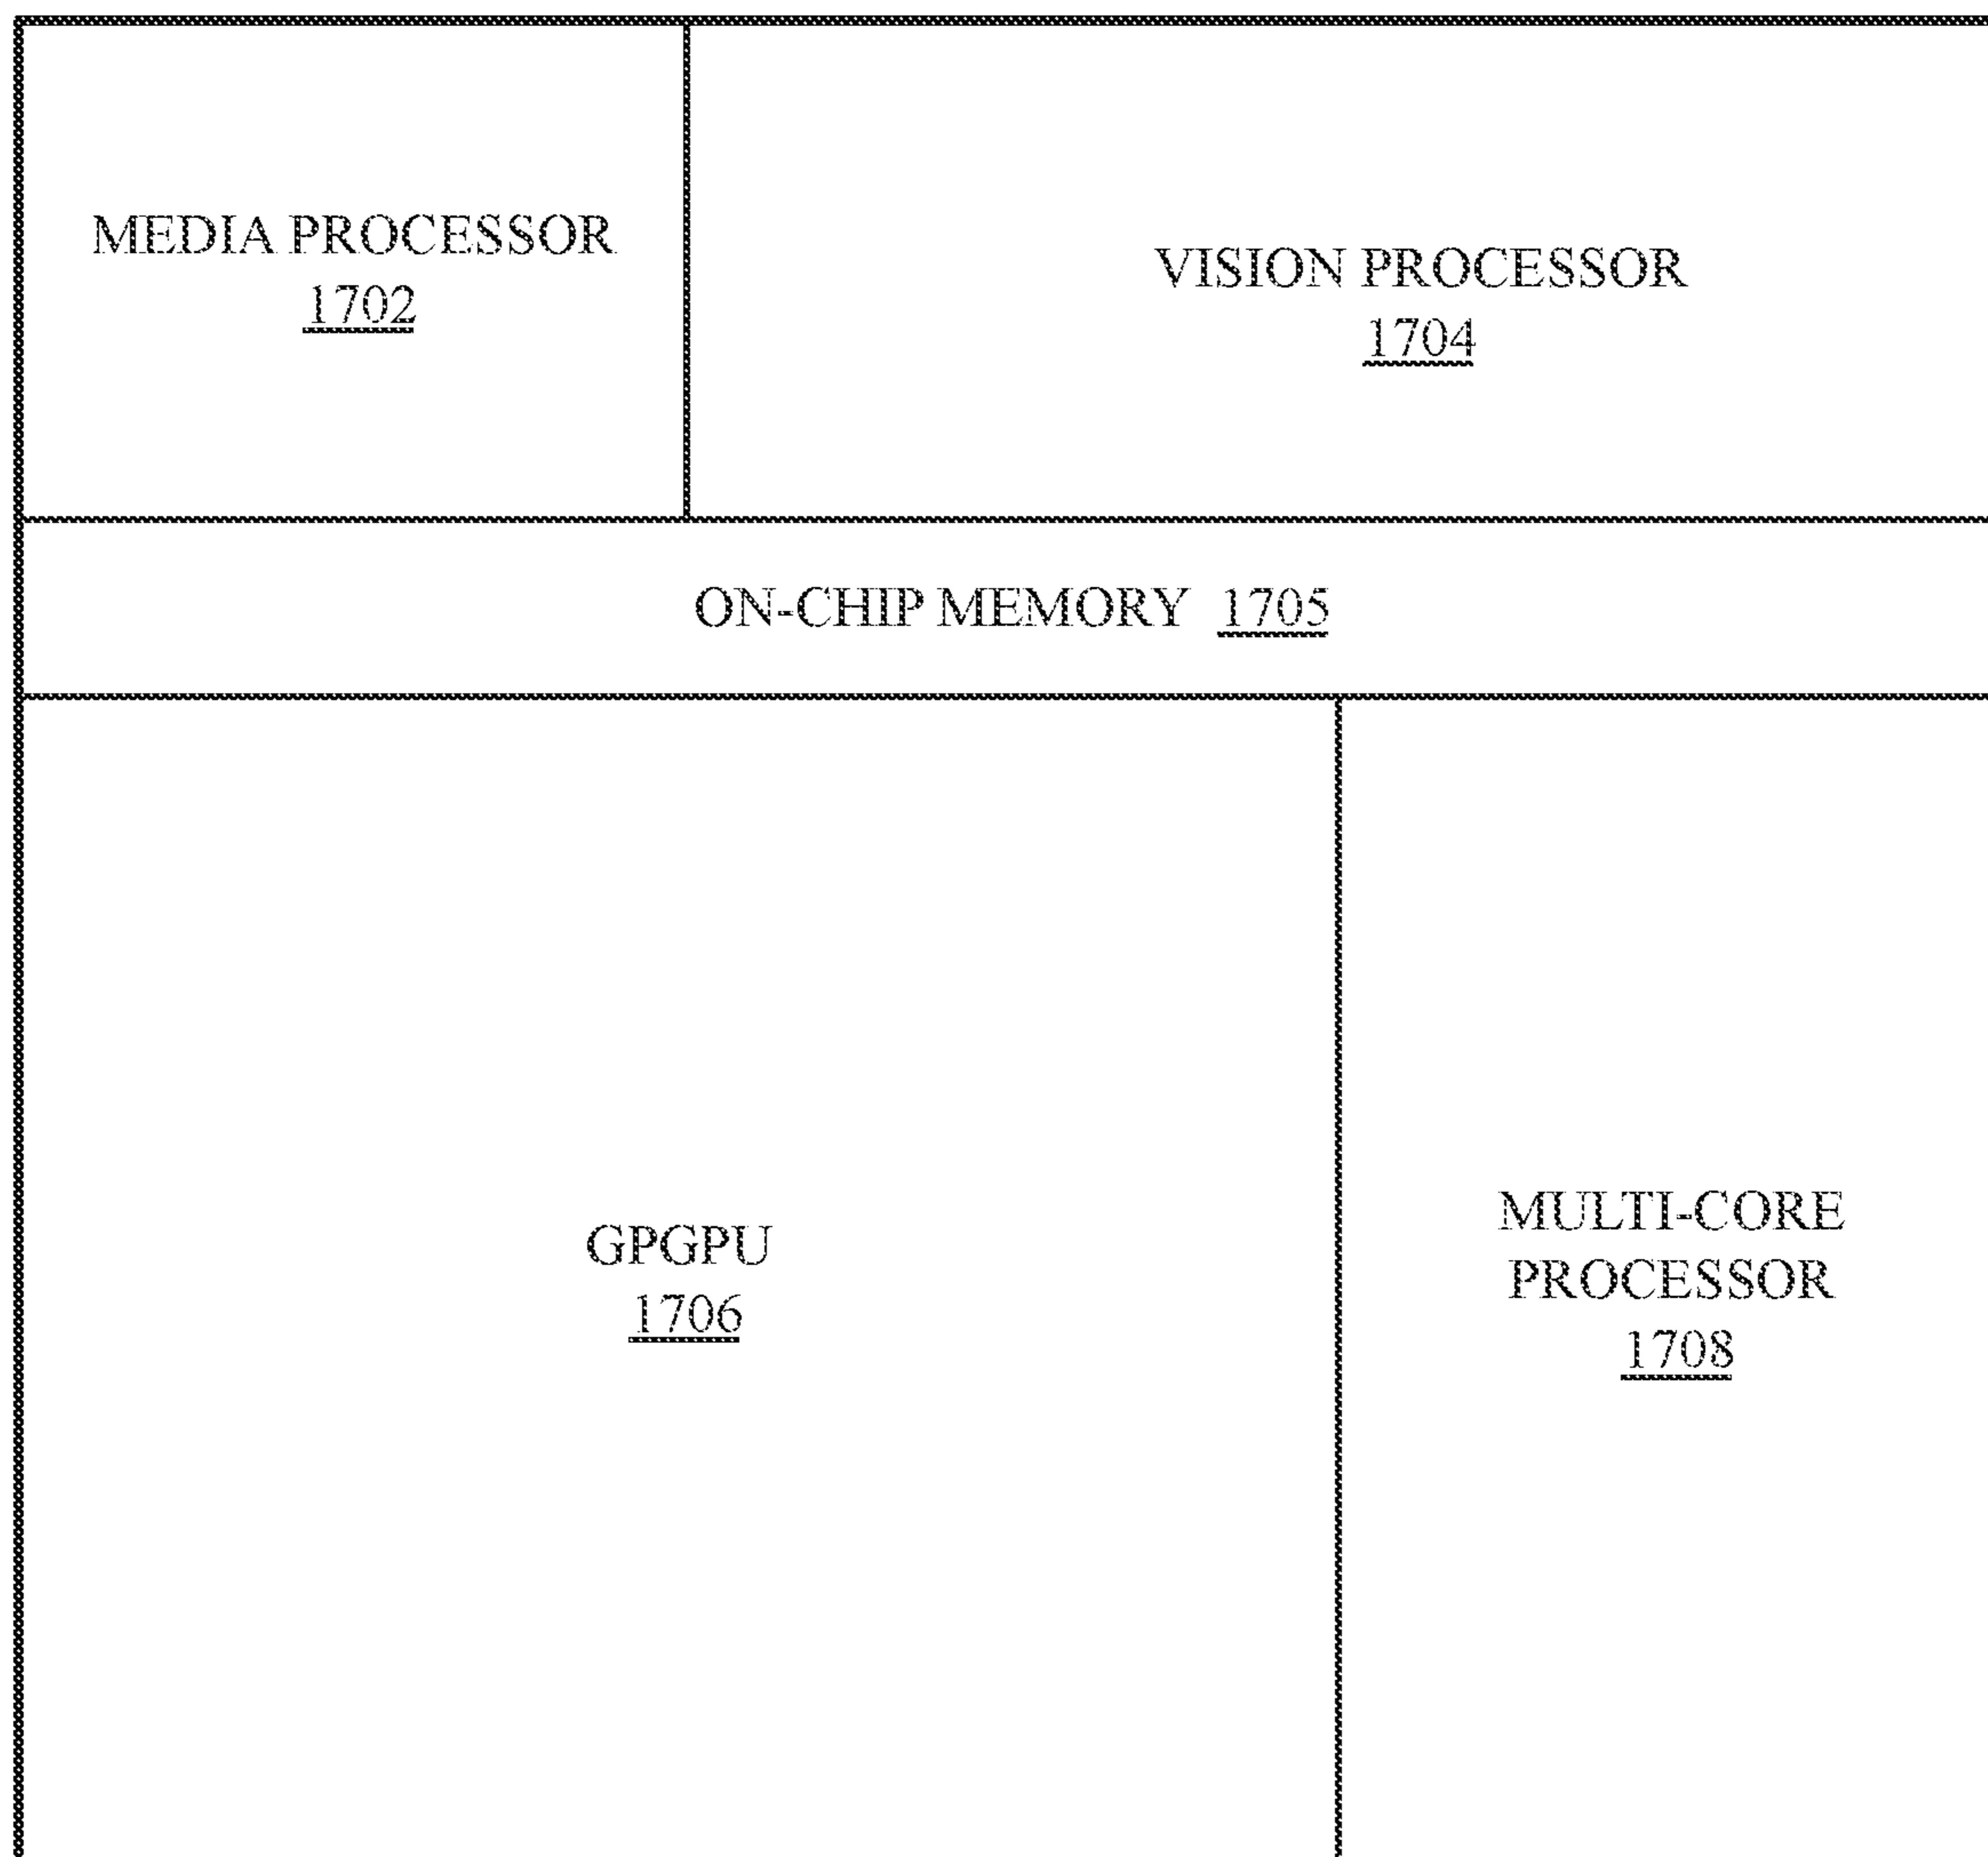 MEDIA PROCESSOR
1702
VISION PROCESSOR
1704
ON-CHIP MEMORY 1705
GPGPU
1706
MULTI-CORE
PROCESSOR
1708